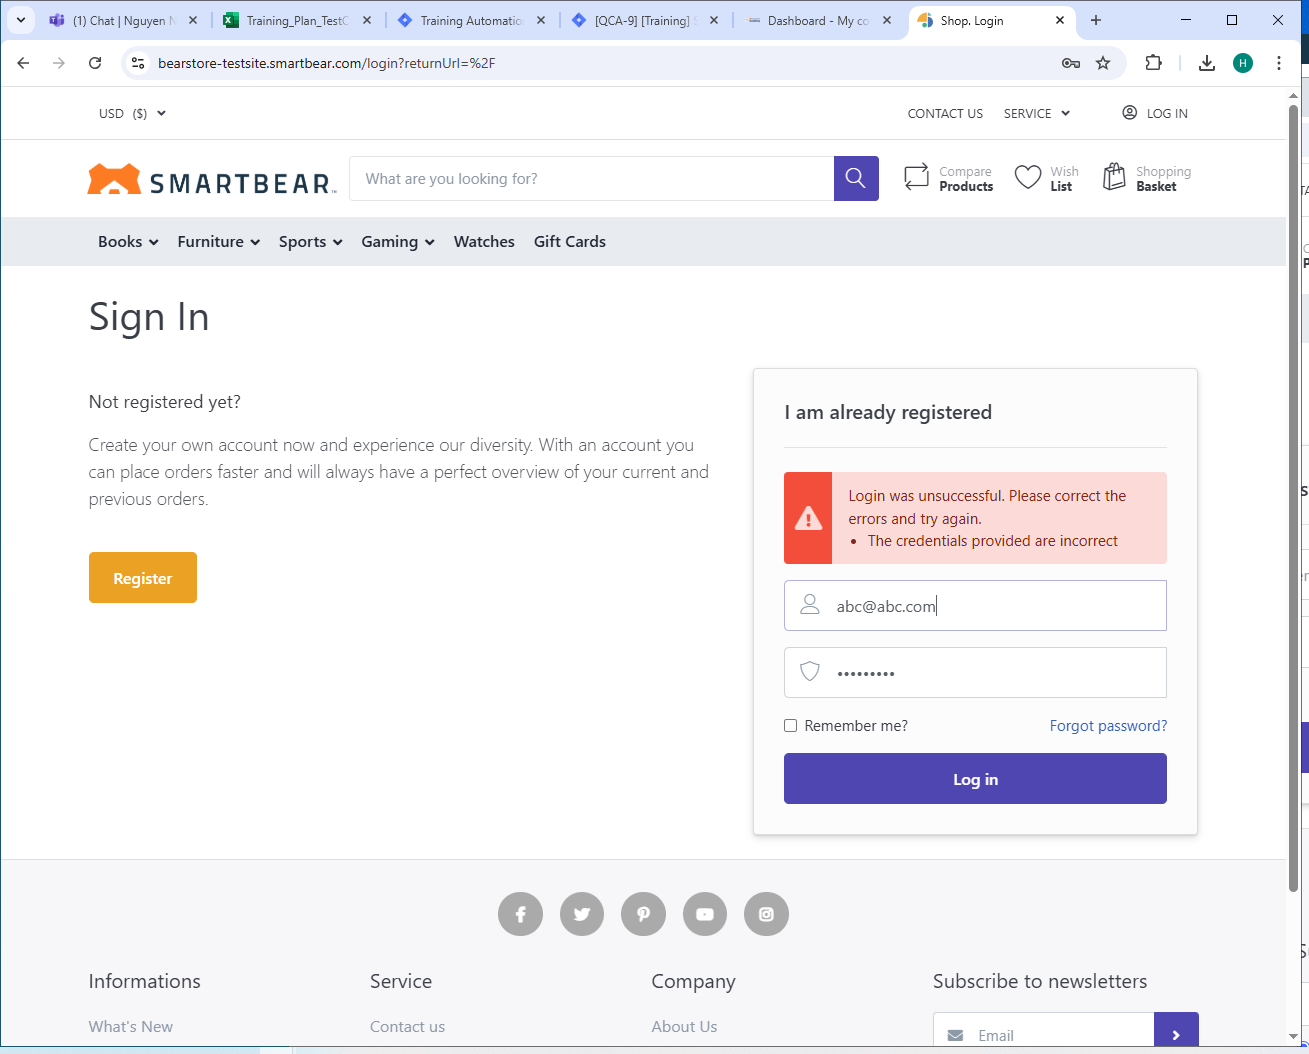 (1) Chat | Nguyen N
Training_Plan_TestC
Training Automatio
[QCA-9] [Training] S
Dashboard - My co
Shop. Login
bearstore-testsite.smartbear.com/login?returnUrl=%2F
H
USD ($)
CONTACT US
SERVICE
LOG IN
SMARTBEAR
What are you looking for?
Compare
Products
Wish
List
Shopping
Basket
Books
Furniture
Sports
Gaming
Watches
Gift Cards
Sign In
Not registered yet?
Create your own account now and experience our diversity. With an account you
can place orders faster and will always have a perfect overview of your current and
previous orders.
Register
I am already registered
Login was unsuccessful. Please correct the
errors and try again.
• The credentials provided are incorrect
abc@abc.com
•••••••••
Remember me?
Forgot password?
Log in
Informations
Service
Company
Subscribe to newsletters
What's New
Contact us
About Us
Email